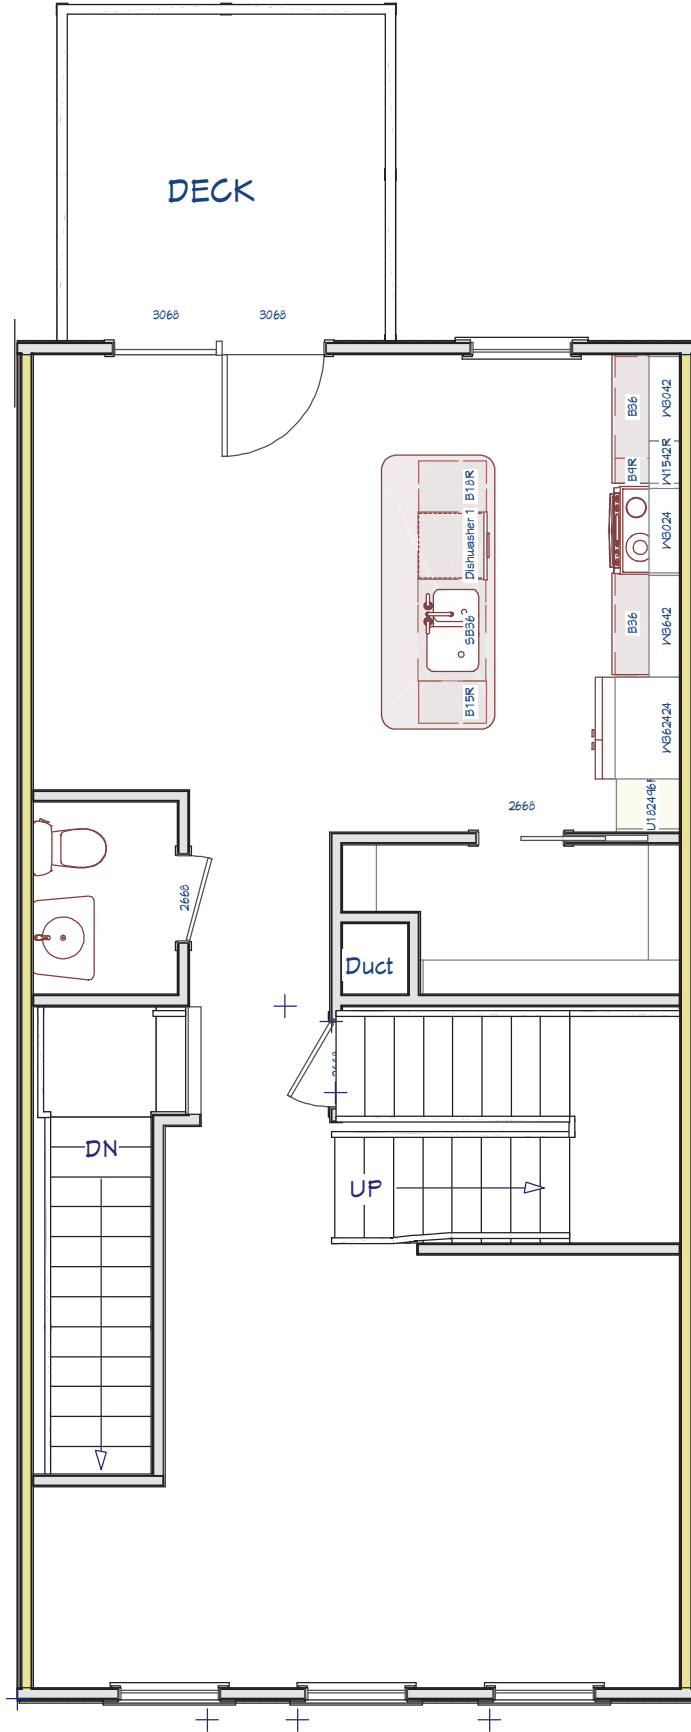 DECK
3068
3068
B36
W3042
B9R
W1542R
B18R
Dishwasher 1
W3024
SB36
B36
W3642
B15R
W362424
2668
2668
Duct
DN
UP